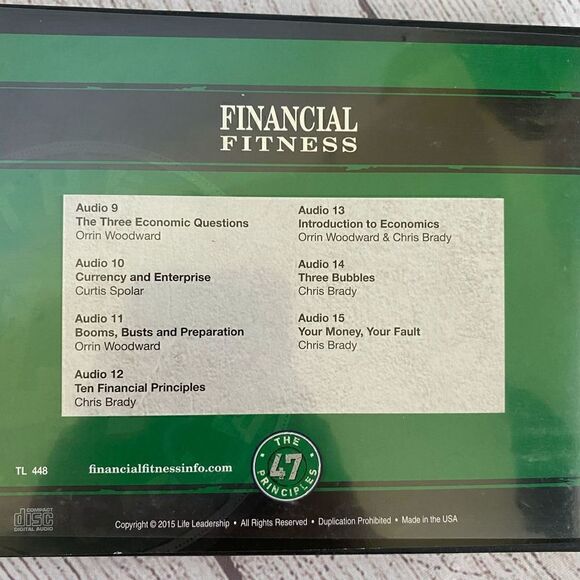 FINANCIAL
FITNESS
Audio 9
The Three Economic Questions
Orrin Woodward
Audio 10
Currency and Enterprise
Curtis Spolar
Audio 11
Booms, Busts and Preparation
Orrin Woodward
Audio 12
Ten Financial Principles
Chris Brady
Audio 13
Introduction to Economics
Orrin Woodward & Chris Brady
Audio 14
Three Bubbles
Chris Brady
Audio 15
Your Money, Your Fault
Chris Brady
TL 448
financialfitnessinfo.com
THE
47
PRINCIPLES
COMPACT
disc
DIGITAL AUDIO
Copyright © 2015 Life Leadership • All Rights Reserved • Duplication Prohibited • Made in the USA